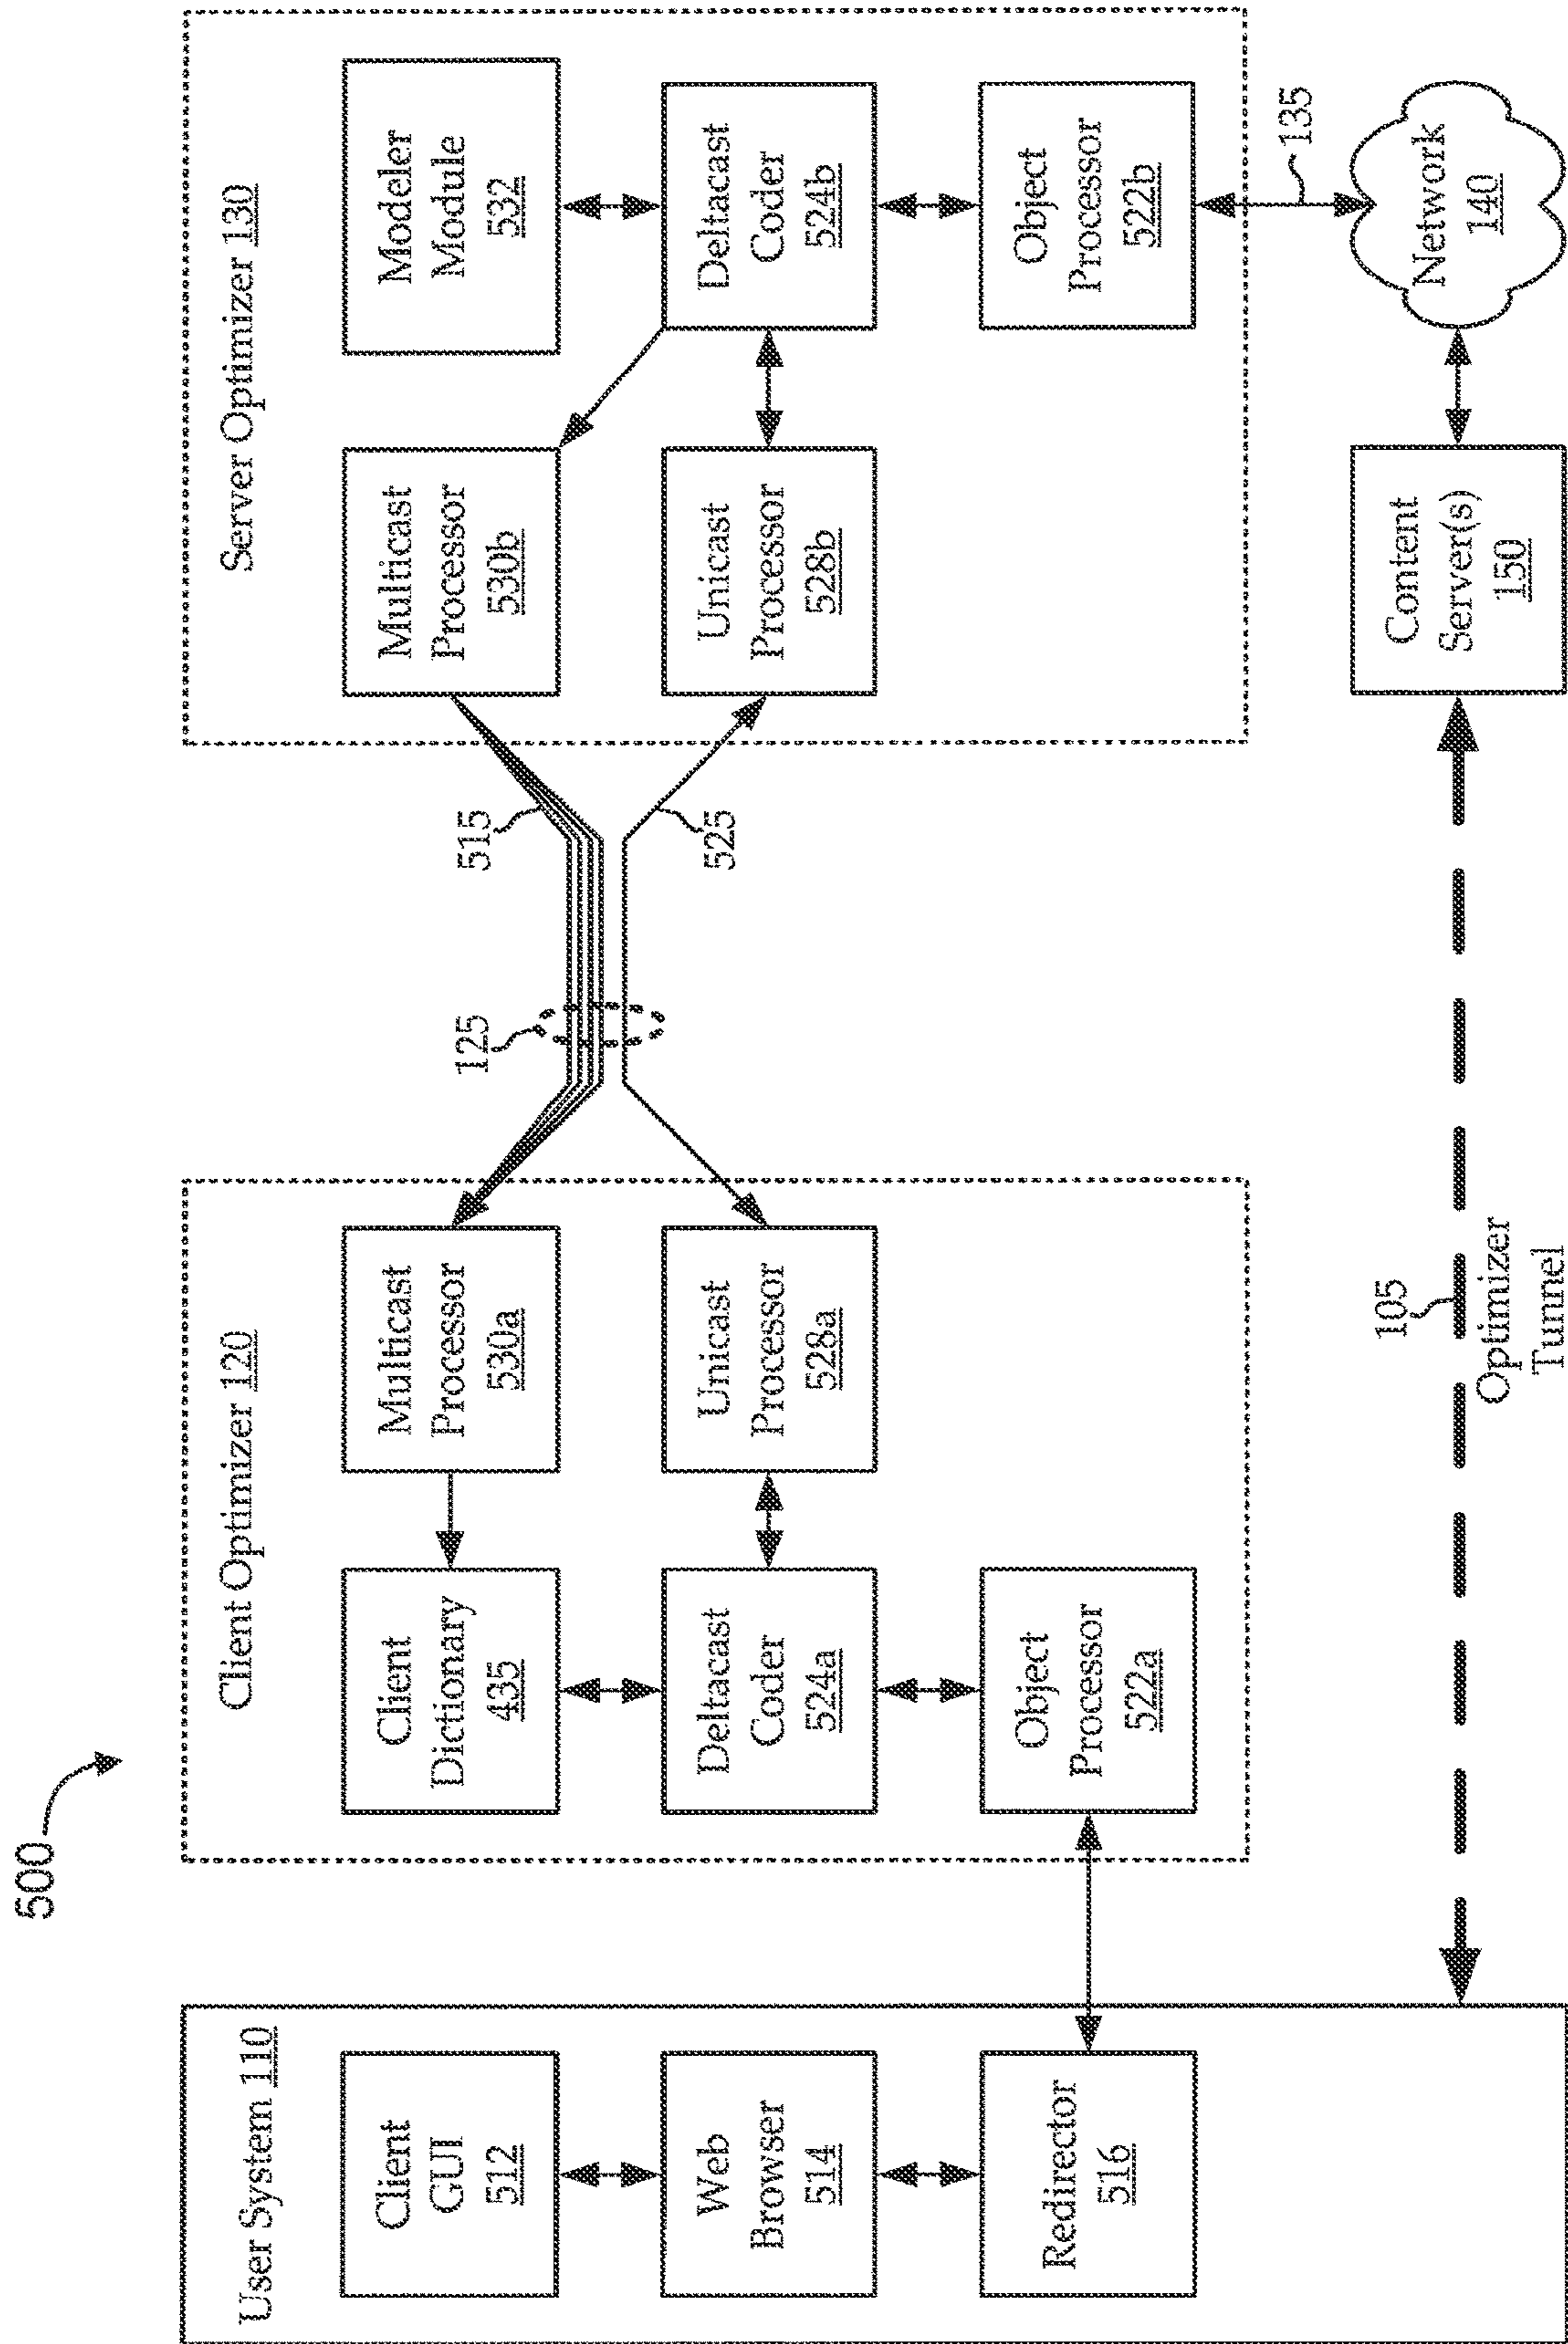 500
User System 110
Client
GUI
512
Web
Browser
514
Redirector
516
Client Optimizer 120
Client
Dictionary
435
Multicast
Processor
530a
Deltacast
Coder
524a
Unicast
Processor
528a
Object
Processor
522a
125
515
525
Server Optimizer 130
Multicast
Processor
530b
Modeler
Module
532
Unicast
Processor
528b
Deltacast
Coder
524b
Object
Processor
522b
135
105
Optimizer
Tunnel
Content
Server(s)
150
Network
140